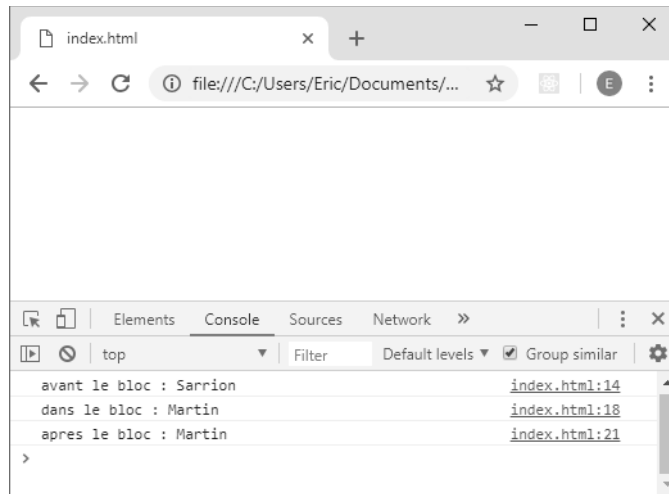 index.html
file:///C:/Users/Eric/Documents/...
E
Elements Console Sources Network »
top Filter Default levels Group similar
avant le bloc : Sarrion index.html:14
dans le bloc : Martin index.html:18
apres le bloc : Martin index.html:21
>